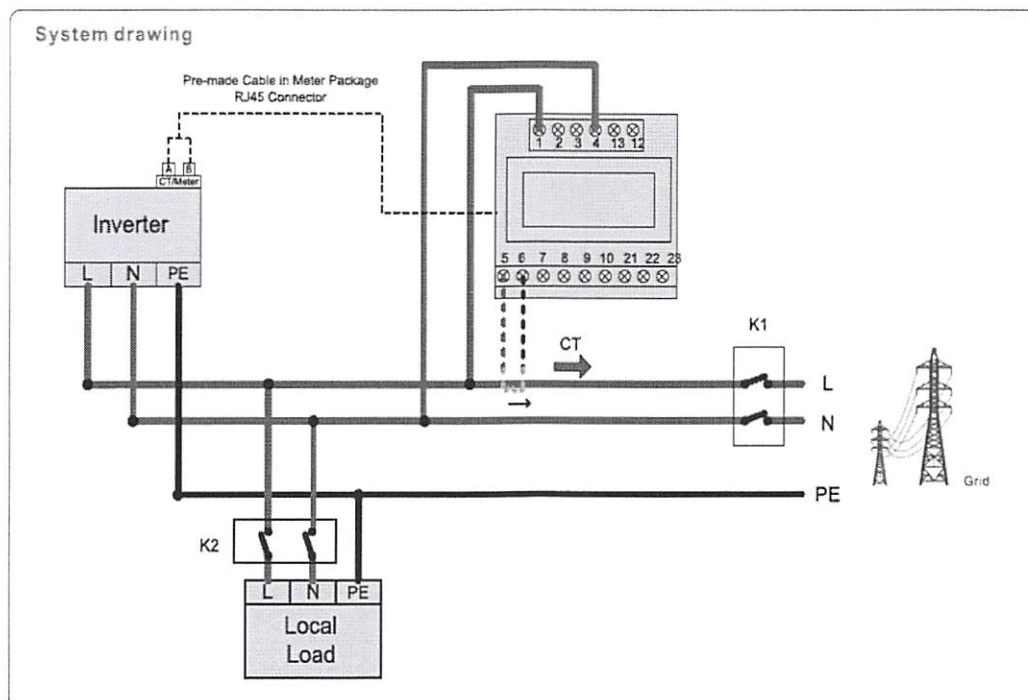 System drawing
Pre-made Cable in Meter Package
RJ45 Connector
1 2 3 4 13 12
A B
CT/Meter
Inverter
L N PE
5 6 7 8 9 10 21 22 23
K1
CT
L
N
PE
Grid
K2
L N PE
Local
Load